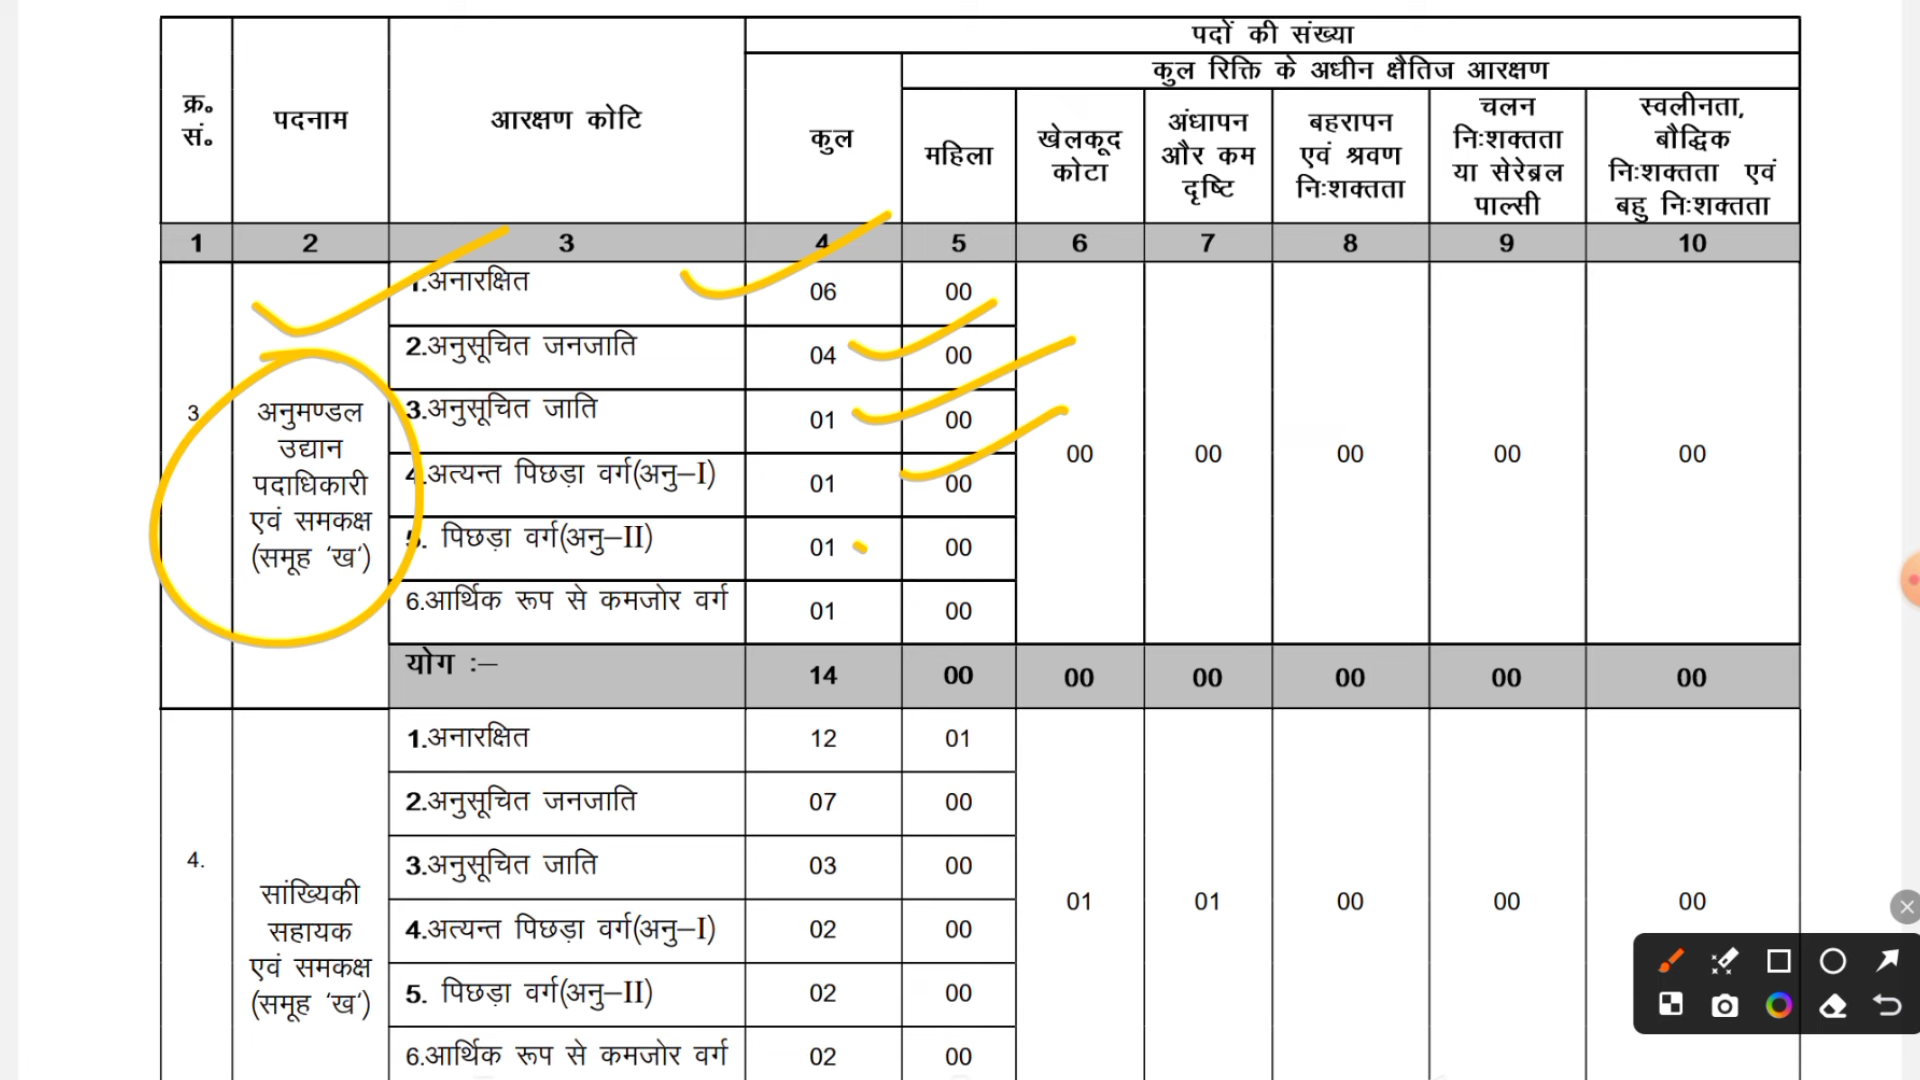 पदों की संख्या
कुल रिक्ति के अधीन क्षैतिज आरक्षण
क्र॰
सं॰
पदनाम
आरक्षण कोटि
कुल
महिला
खेलकूद
कोटा
अंधापन
और कम
दृष्टि
बहरापन
एवं श्रवण
निःशक्तता
चलन
निःशक्तता
या सेरेब्रल
पाल्सी
स्वलीनता,
बौद्धिक
निःशक्तता एवं
बहु निःशक्तता
1 2 3 4 5 6 7 8 9 10
3.
अनुमण्डल
उद्यान
पदाधिकारी
एवं समकक्ष
(समूह ‘ख‘)
1.अनारक्षित 06 00
2.अनुसूचित जनजाति 04 00
3.अनुसूचित जाति 01 00
4.अत्यन्त पिछड़ा वर्ग(अनु–I) 01 00
5. पिछड़ा वर्ग(अनु–II) 01 00
6.आर्थिक रूप से कमजोर वर्ग 01 00
00 00 00 00 00
योग :– 14 00 00 00 00 00 00
4.
सांख्यिकी
सहायक
एवं समकक्ष
(समूह ‘ख‘)
1.अनारक्षित 12 01
2.अनुसूचित जनजाति 07 00
3.अनुसूचित जाति 03 00
4.अत्यन्त पिछड़ा वर्ग(अनु–I) 02 00
5. पिछड़ा वर्ग(अनु–II) 02 00
6.आर्थिक रूप से कमजोर वर्ग 02 00
01 01 00 00 00